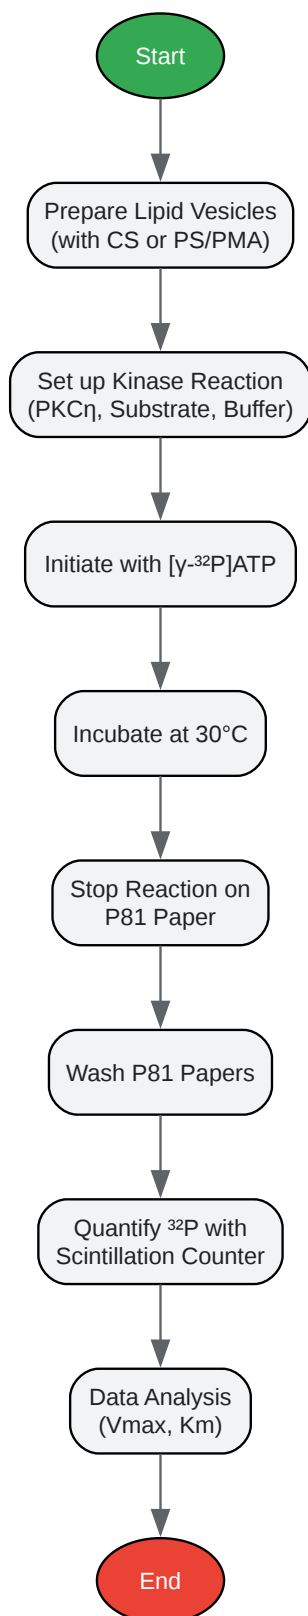 Start
Prepare Lipid Vesicles
(with CS or PS/PMA)
Set up Kinase Reaction
(PKCη, Substrate, Buffer)
Initiate with [γ-³²P]ATP
Incubate at 30°C
Stop Reaction on
P81 Paper
Wash P81 Papers
Quantify ³²P with
Scintillation Counter
Data Analysis
(Vmax, Km)
End